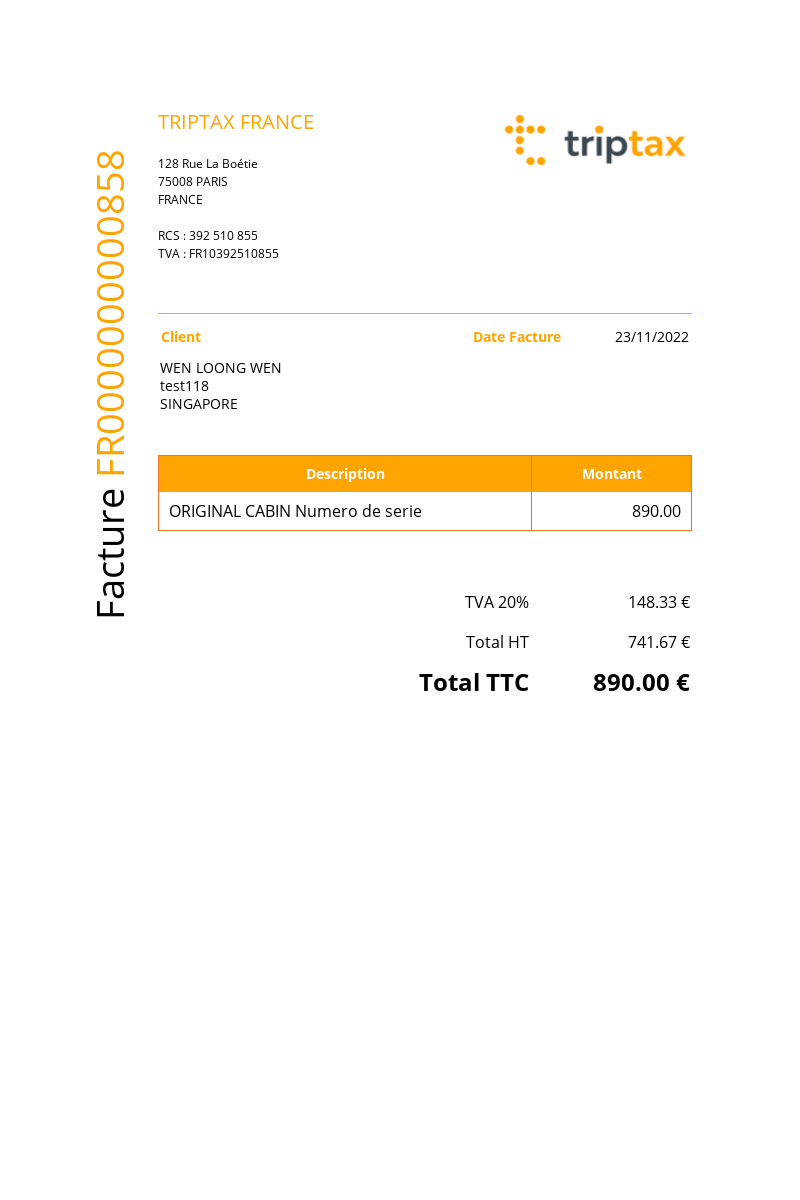 TRIPTAX FRANCE
triptax
128 Rue La Boétie
75008 PARIS
FRANCE
RCS : 392 510 855
TVA : FR10392510855
Facture FR0000000000858
Client
Date Facture 23/11/2022
WEN LOONG WEN
test118
SINGAPORE
Description Montant
ORIGINAL CABIN Numero de serie 890.00
TVA 20% 148.33 €
Total HT 741.67 €
Total TTC 890.00 €